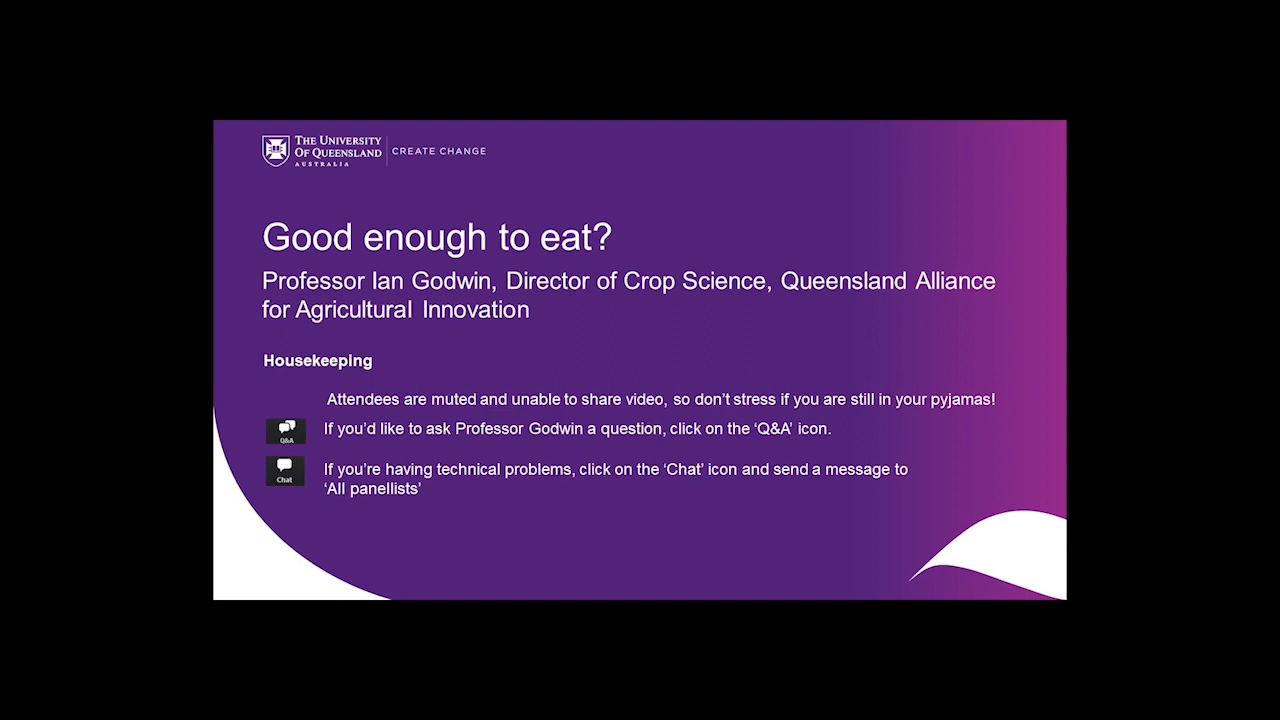 THE UNIVERSITY
OF QUEENSLAND
AUSTRALIA
CREATE CHANGE
Good enough to eat?
Professor Ian Godwin, Director of Crop Science, Queensland Alliance
for Agricultural Innovation
Housekeeping
Attendees are muted and unable to share video, so don’t stress if you are still in your pyjamas!
Q&A
If you’d like to ask Professor Godwin a question, click on the ‘Q&A’ icon.
Chat
If you’re having technical problems, click on the ‘Chat’ icon and send a message to
‘All panellists’